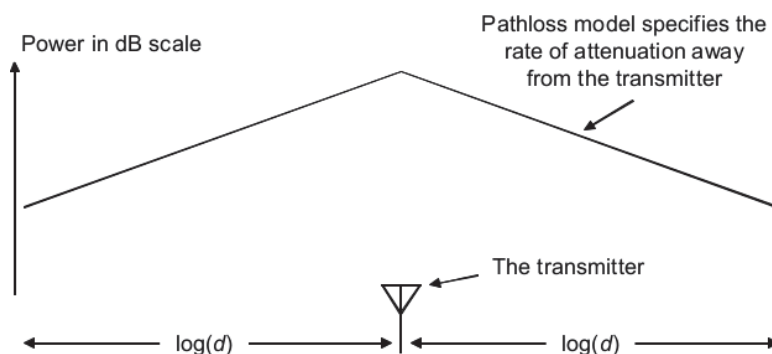 Power in dB scale
Pathloss model specifies the
rate of attenuation away
from the transmitter
The transmitter
log(d)
log(d)